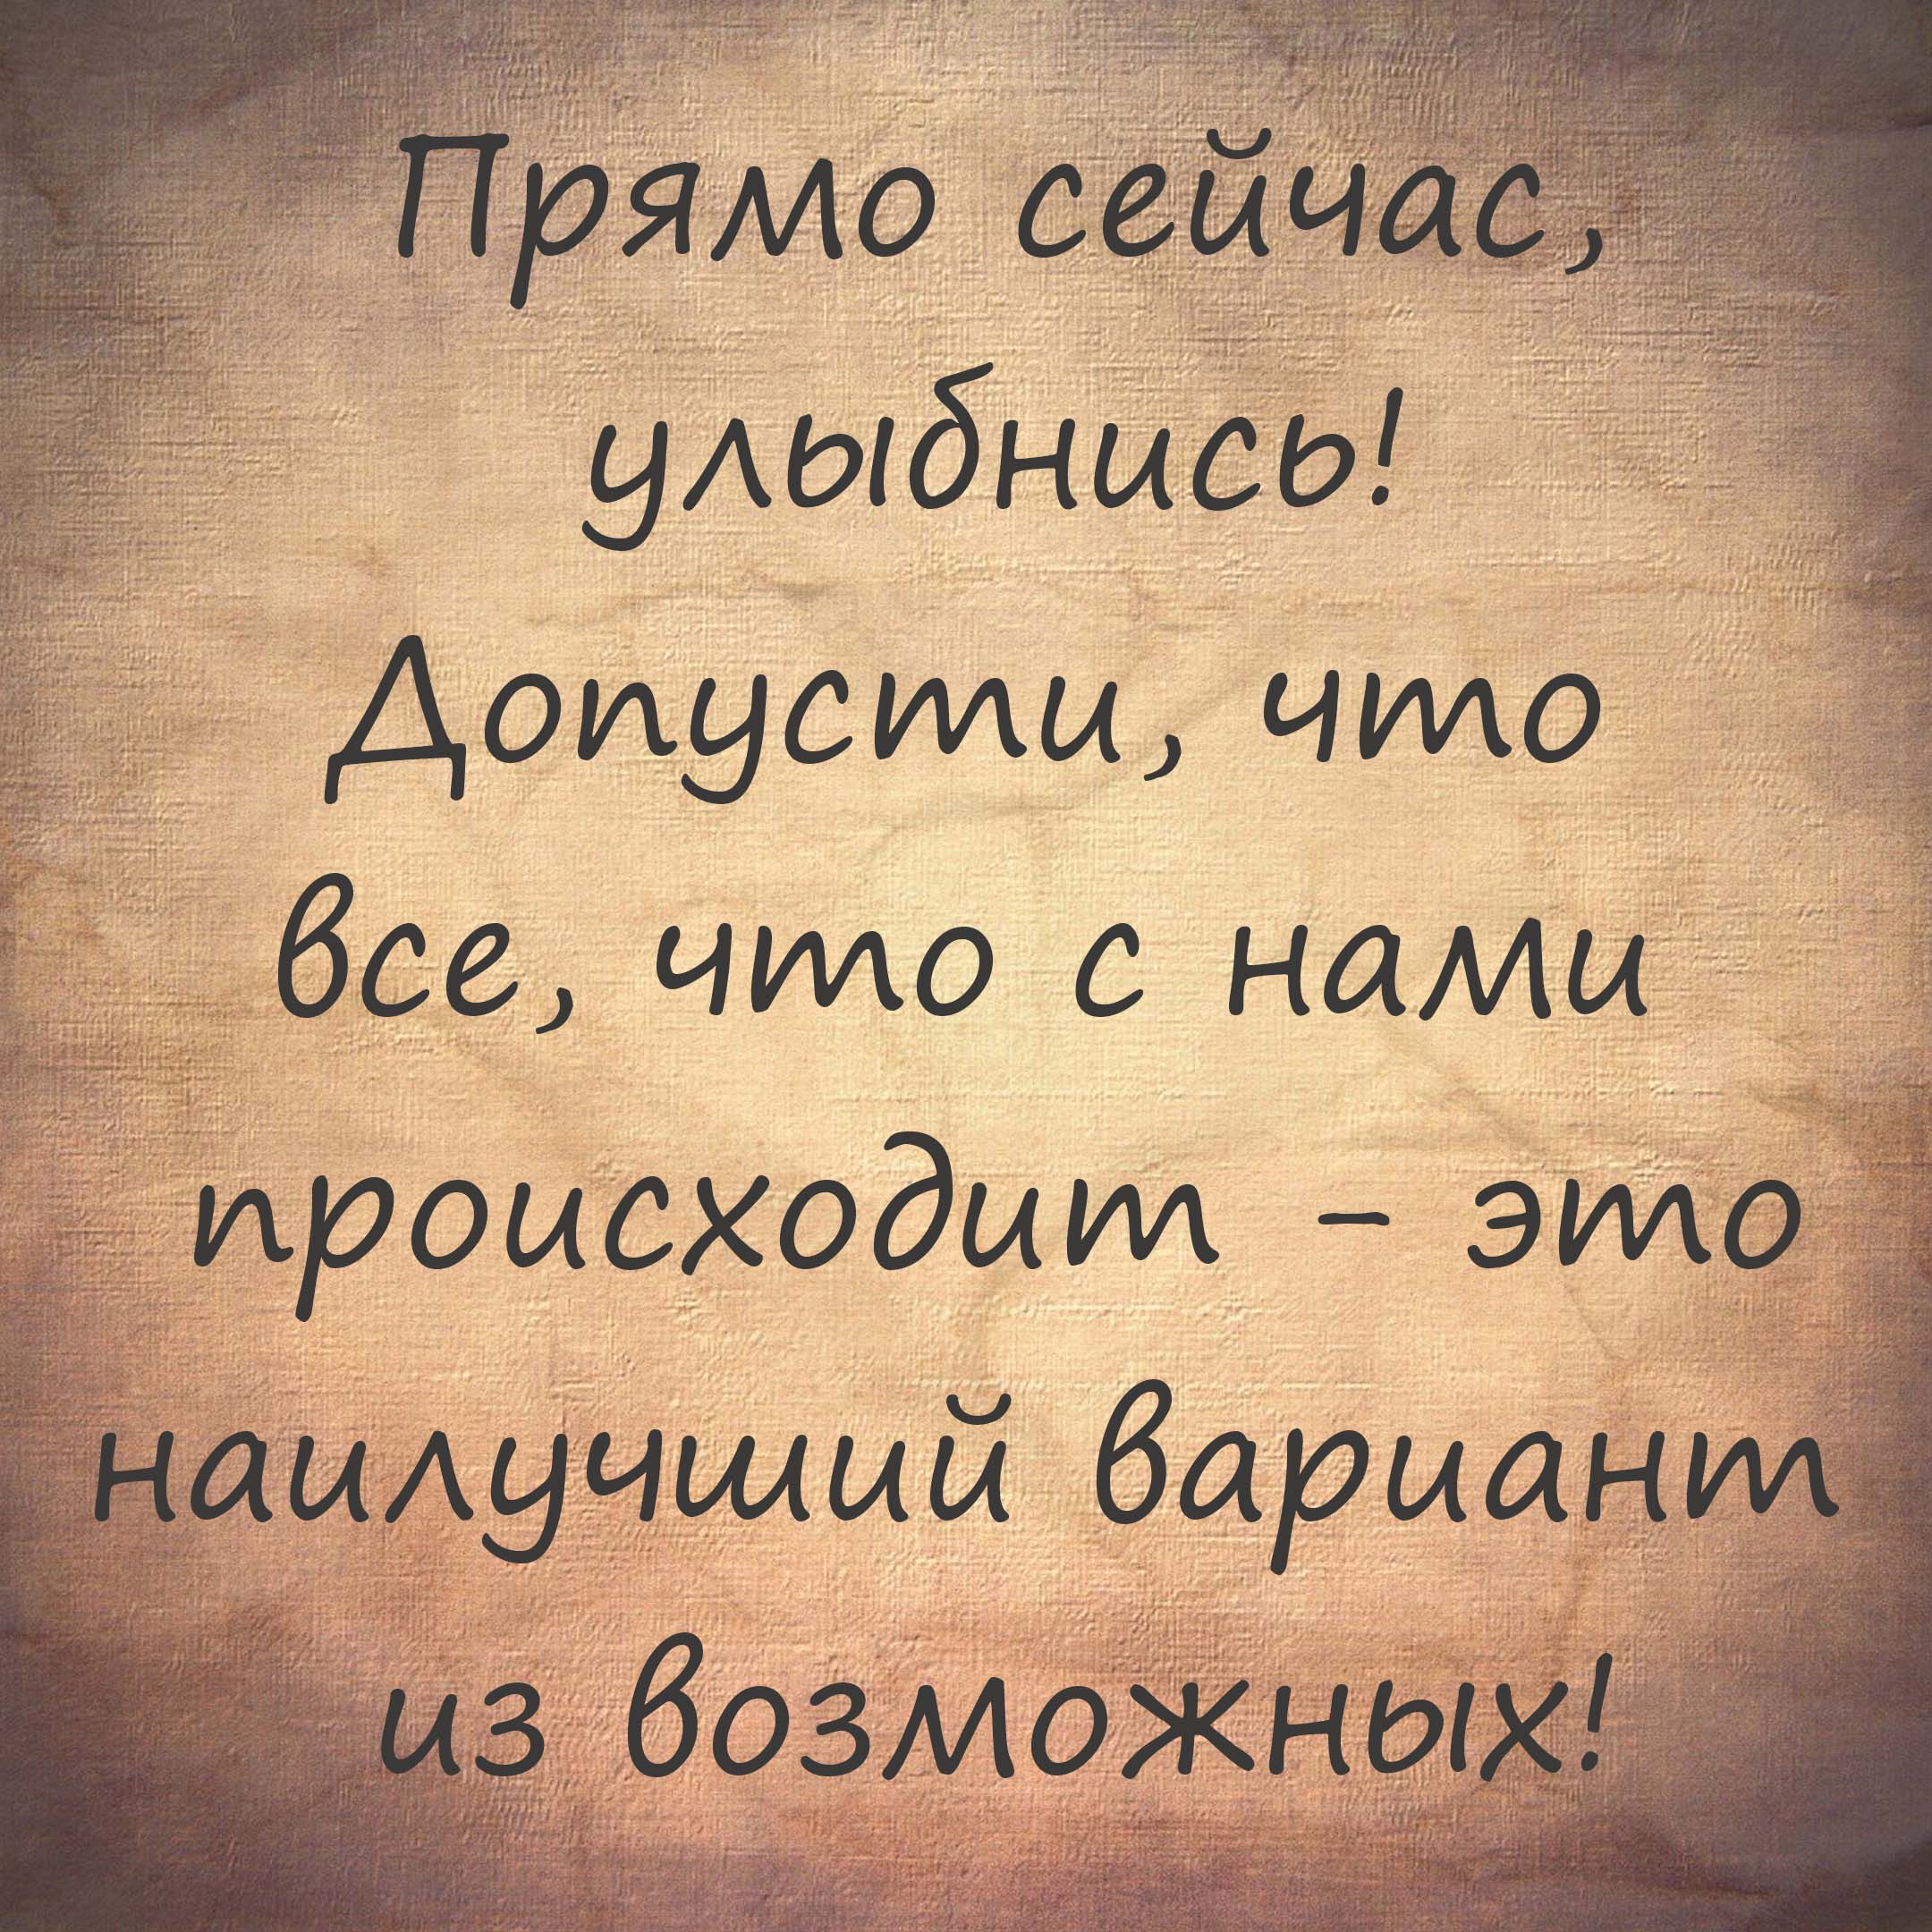 Прямо сейчас,
улыбнись!
Допусти, что
все, что с нами
происходит - это
наилучший вариант
из возможных!